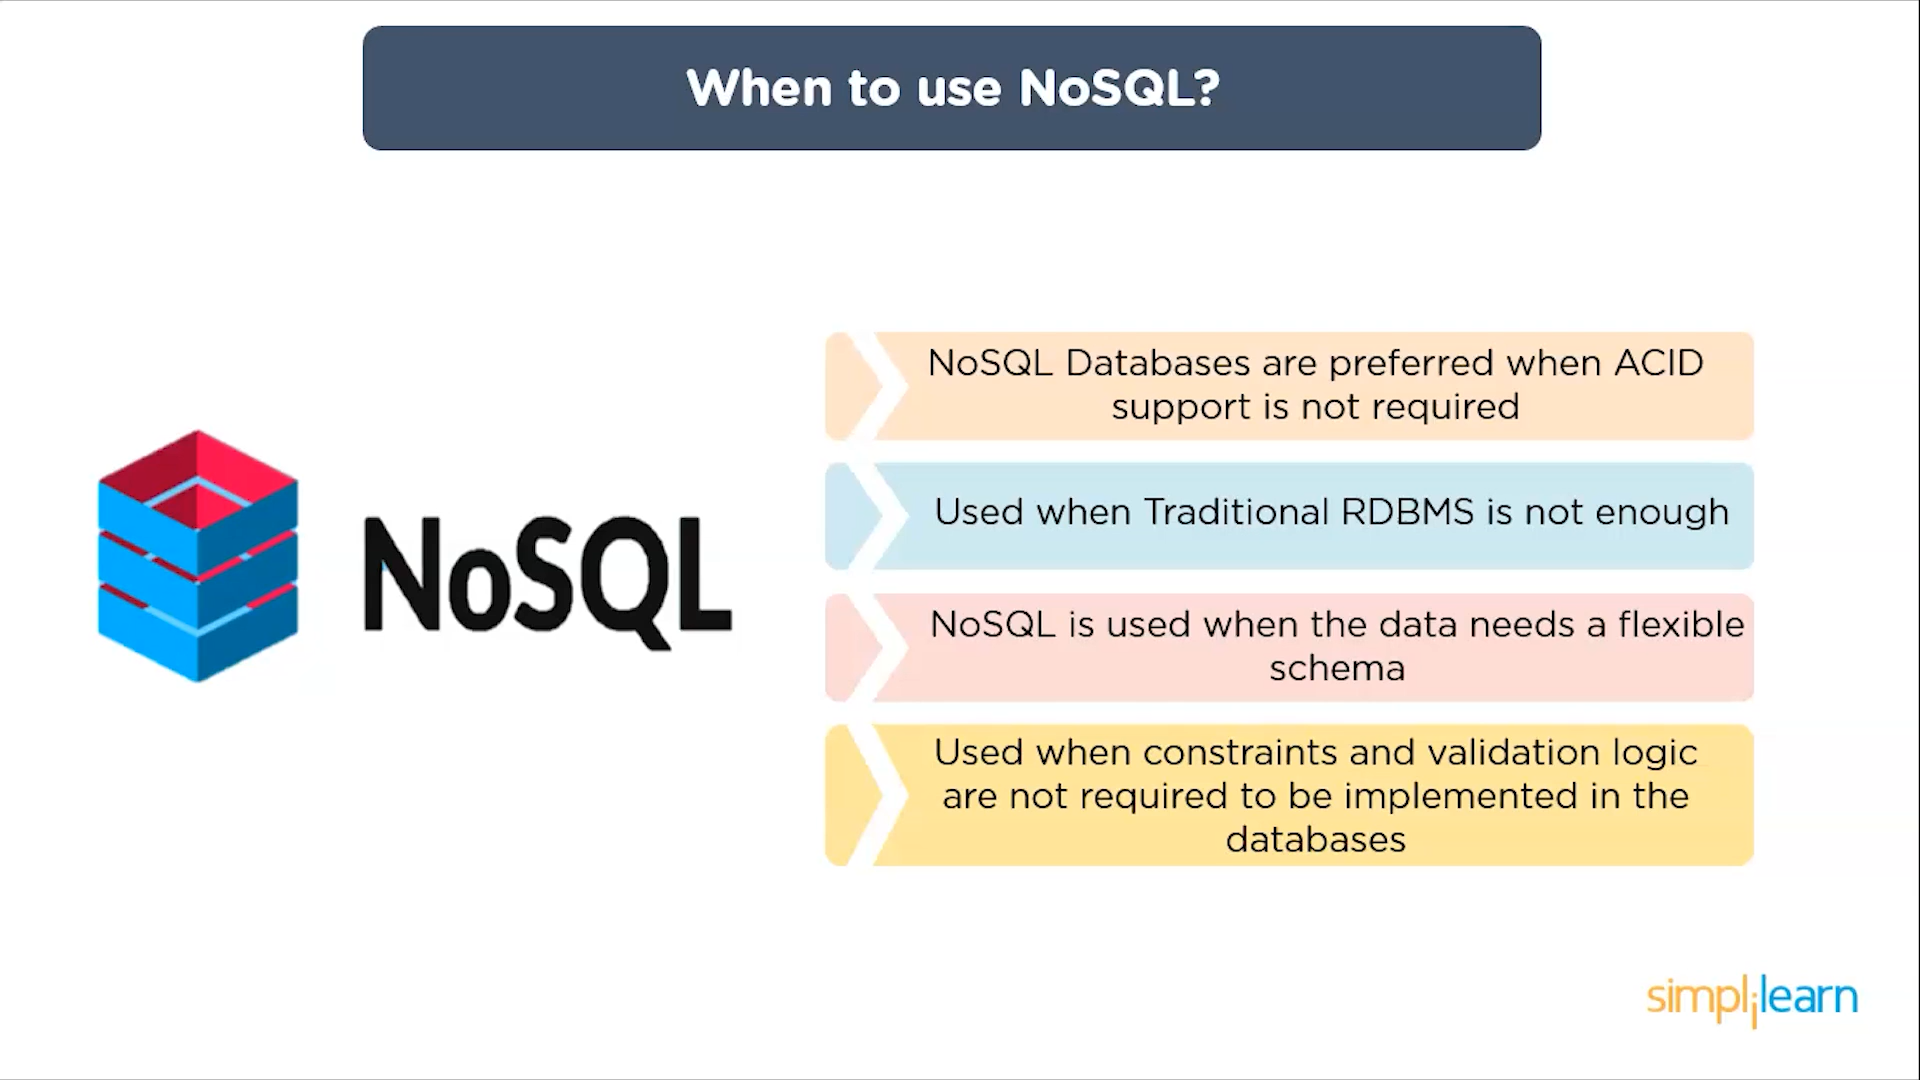 When to use NoSQL?
NoSQL
NoSQL Databases are preferred when ACID
support is not required
Used when Traditional RDBMS is not enough
NoSQL is used when the data needs a flexible
schema
Used when constraints and validation logic
are not required to be implemented in the
databases
simplilearn